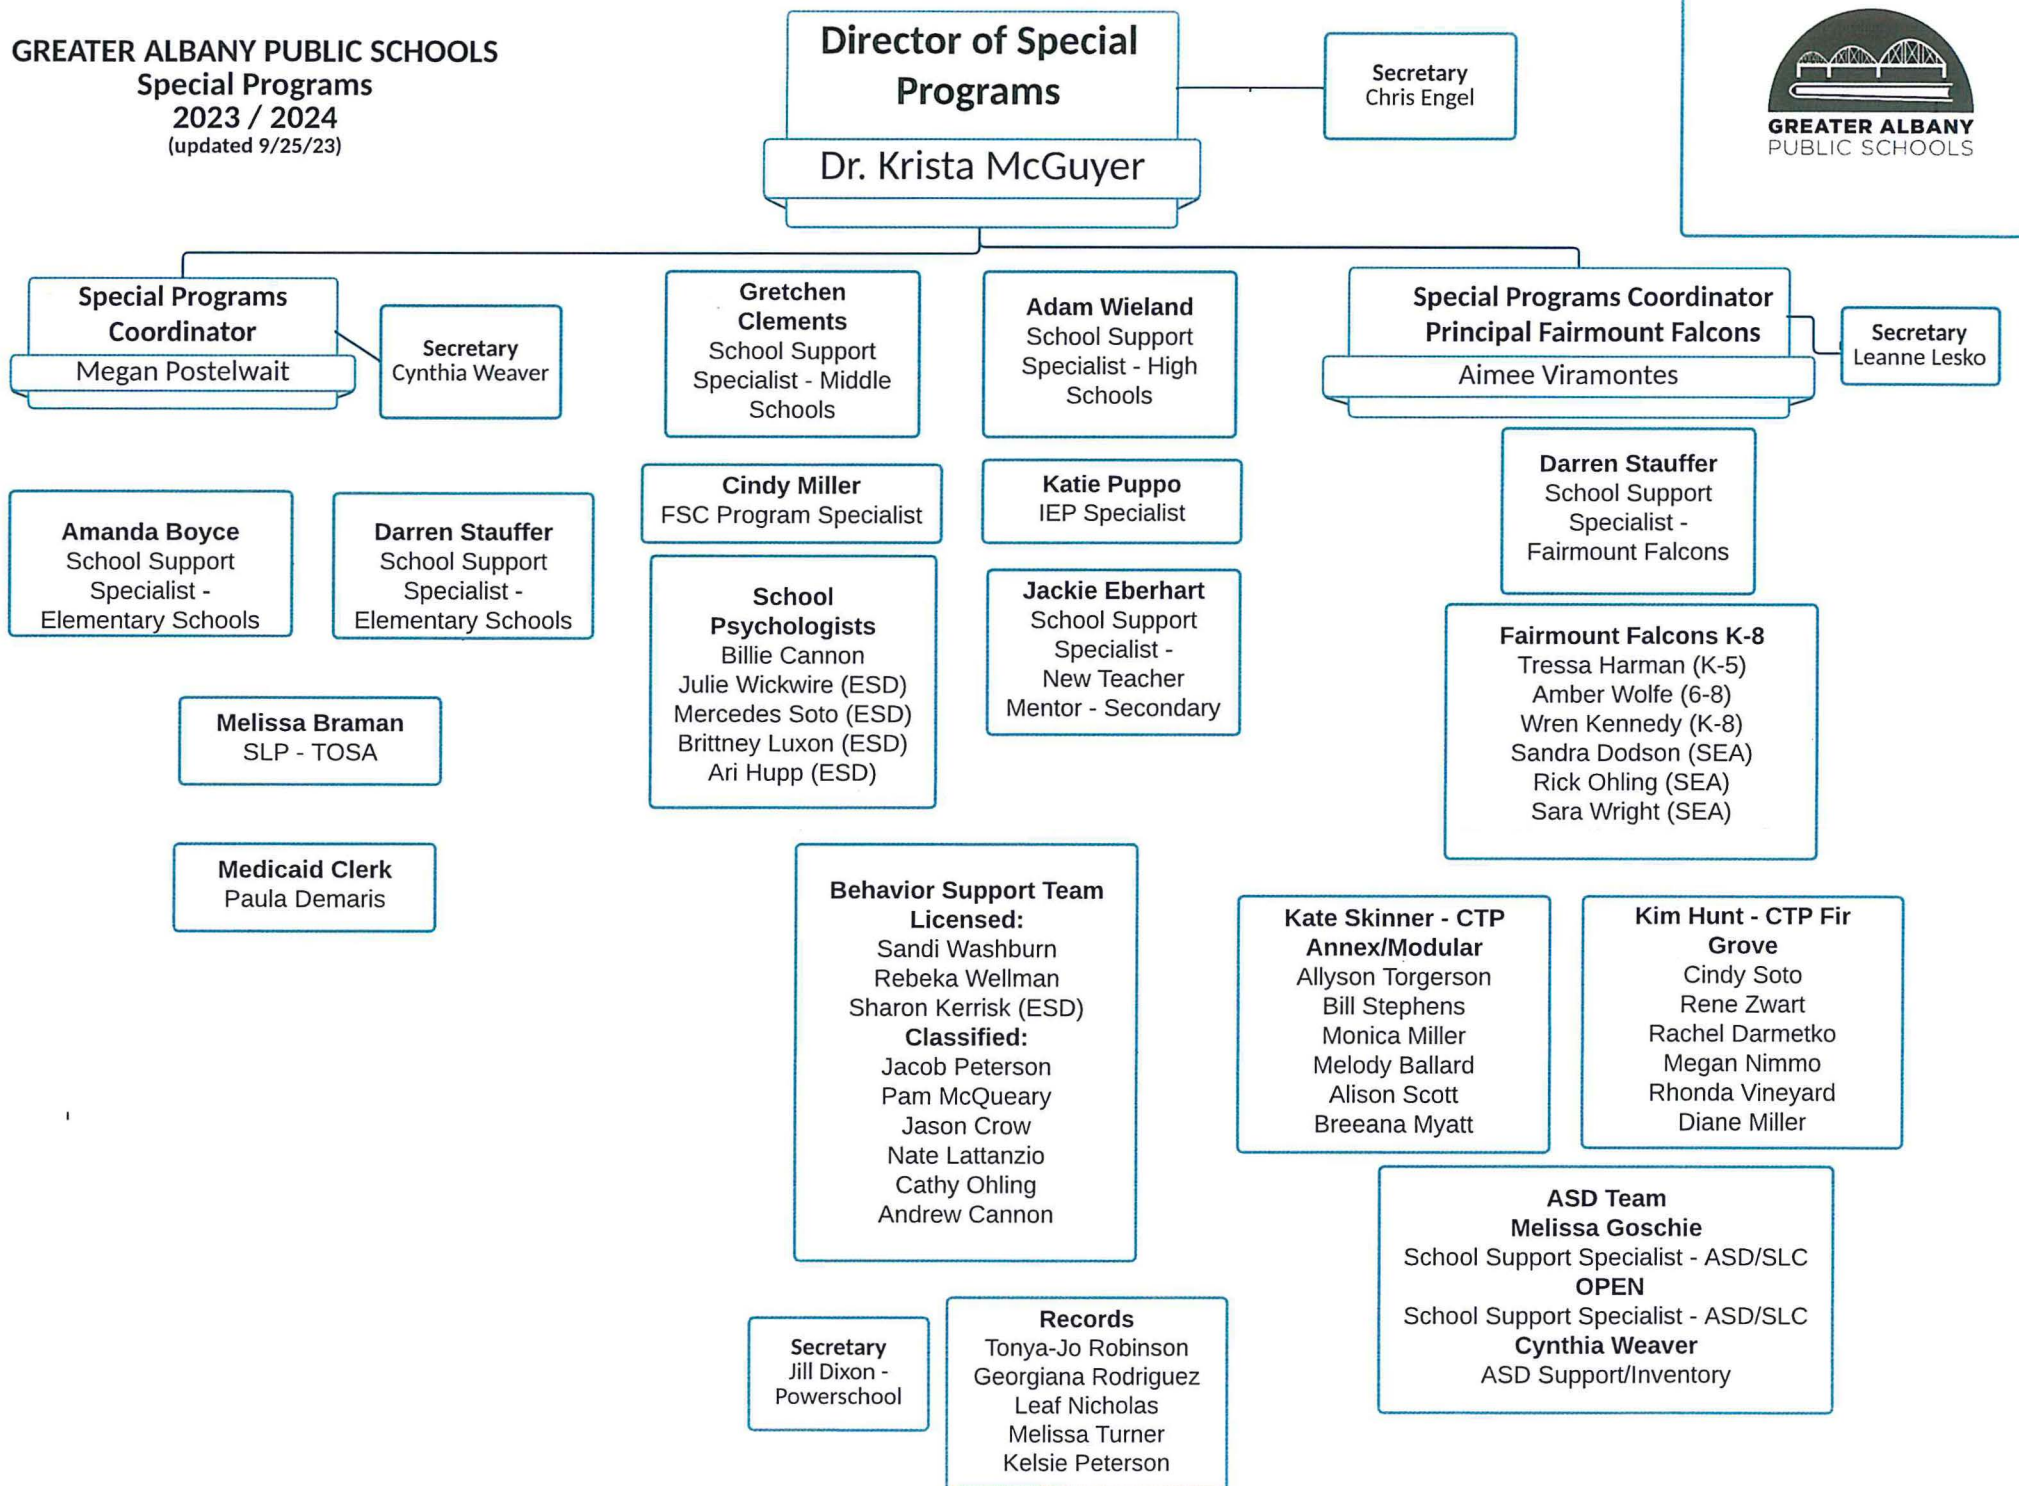 GREATER ALBANY PUBLIC SCHOOLS
Special Programs
2023 / 2024
(updated 9/25/23)
Director of Special
Programs
Dr. Krista McGuyer
Secretary
Chris Engel
GREATER ALBANY
PUBLIC SCHOOLS
Special Programs
Coordinator
Megan Postelwait
Secretary
Cynthia Weaver
Gretchen
Clements
School Support
Specialist - Middle
Schools
Adam Wieland
School Support
Specialist - High
Schools
Special Programs Coordinator
Principal Fairmount Falcons
Aimee Viramontes
Secretary
Leanne Lesko
Amanda Boyce
School Support
Specialist -
Elementary Schools
Darren Stauffer
School Support
Specialist -
Elementary Schools
Cindy Miller
FSC Program Specialist
Katie Puppo
IEP Specialist
Darren Stauffer
School Support
Specialist -
Fairmount Falcons
School
Psychologists
Billie Cannon
Julie Wickwire (ESD)
Mercedes Soto (ESD)
Brittney Luxon (ESD)
Ari Hupp (ESD)
Jackie Eberhart
School Support
Specialist -
New Teacher
Mentor - Secondary
Fairmount Falcons K-8
Tressa Harman (K-5)
Amber Wolfe (6-8)
Wren Kennedy (K-8)
Sandra Dodson (SEA)
Rick Ohling (SEA)
Sara Wright (SEA)
Melissa Braman
SLP - TOSA
Medicaid Clerk
Paula Demaris
Behavior Support Team
Licensed:
Sandi Washburn
Rebeka Wellman
Sharon Kerrisk (ESD)
Classified:
Jacob Peterson
Pam McQueary
Jason Crow
Nate Lattanzio
Cathy Ohling
Andrew Cannon
Kate Skinner - CTP
Annex/Modular
Allyson Torgerson
Bill Stephens
Monica Miller
Melody Ballard
Alison Scott
Breeana Myatt
Kim Hunt - CTP Fir
Grove
Cindy Soto
Rene Zwart
Rachel Darmetko
Megan Nimmo
Rhonda Vineyard
Diane Miller
ASD Team
Melissa Goschie
School Support Specialist - ASD/SLC
OPEN
School Support Specialist - ASD/SLC
Cynthia Weaver
ASD Support/Inventory
Secretary
Jill Dixon -
Powerschool
Records
Tonya-Jo Robinson
Georgiana Rodriguez
Leaf Nicholas
Melissa Turner
Kelsie Peterson